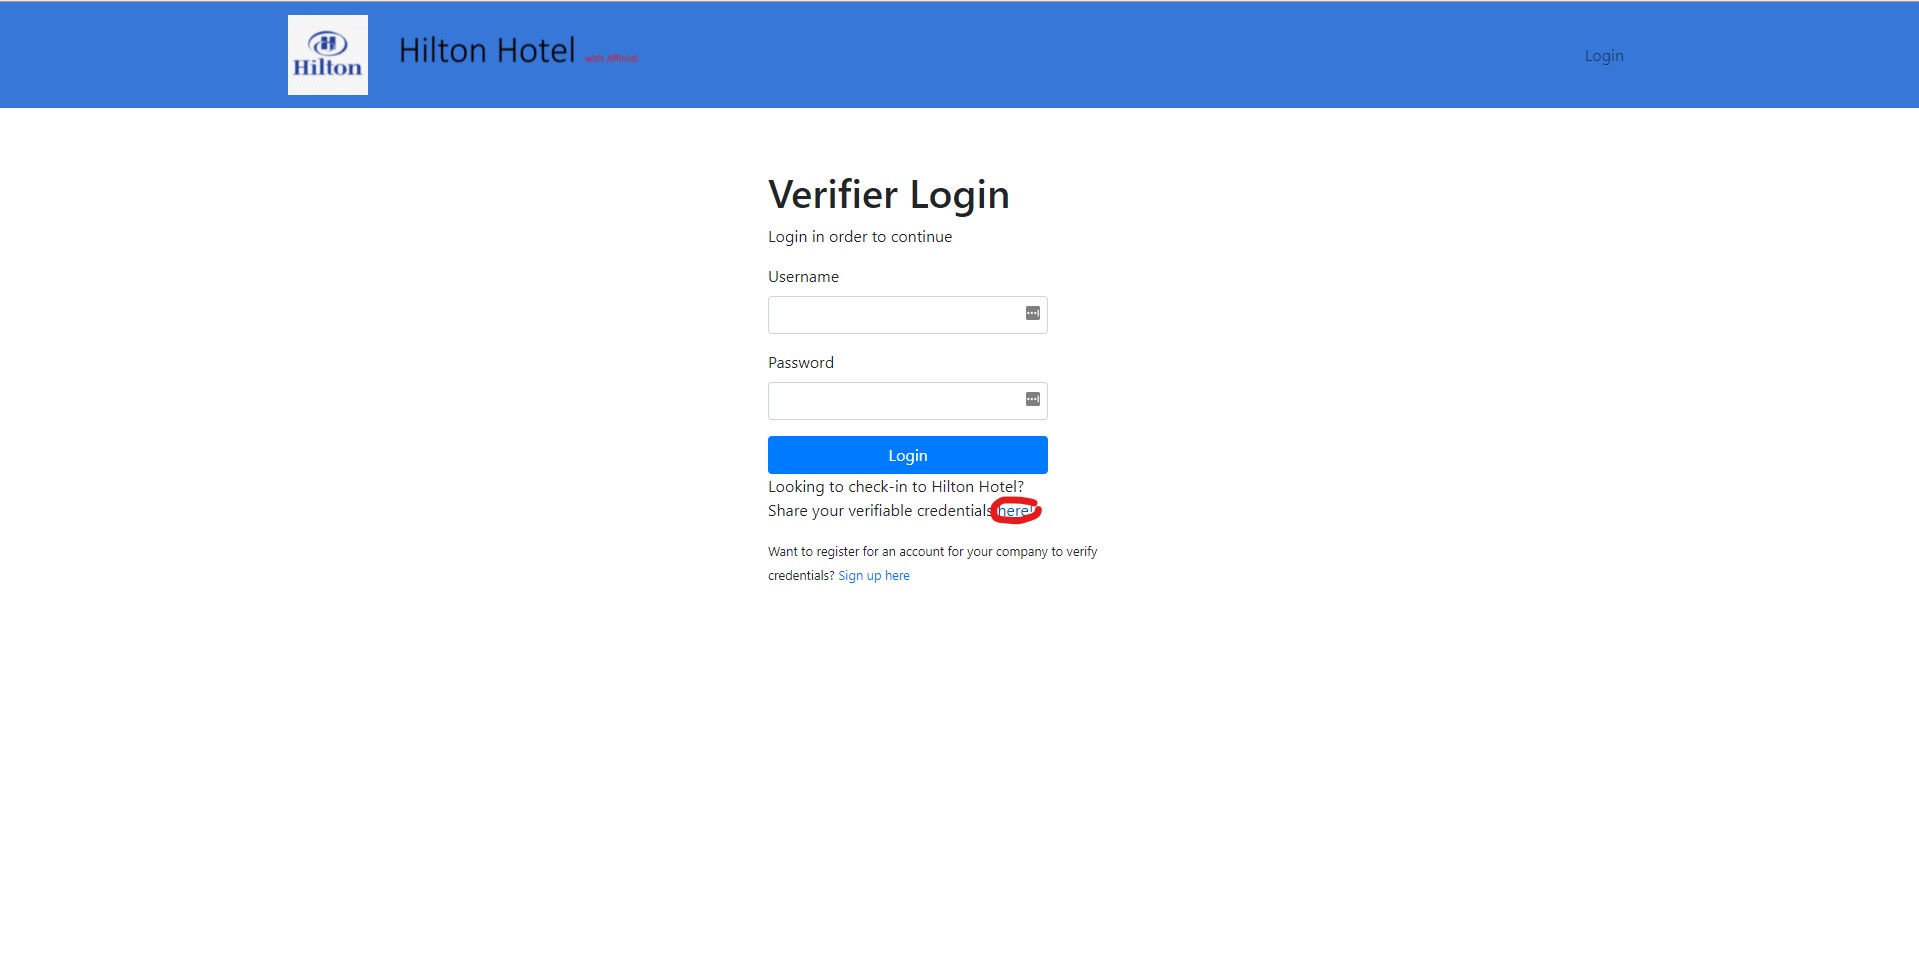 Hilton
Hilton Hotel with Affinidi
Login
Verifier Login
Login in order to continue
Username
Password
Login
Looking to check-in to Hilton Hotel?
Share your verifiable credentials here!
Want to register for an account for your company to verify
credentials? Sign up here